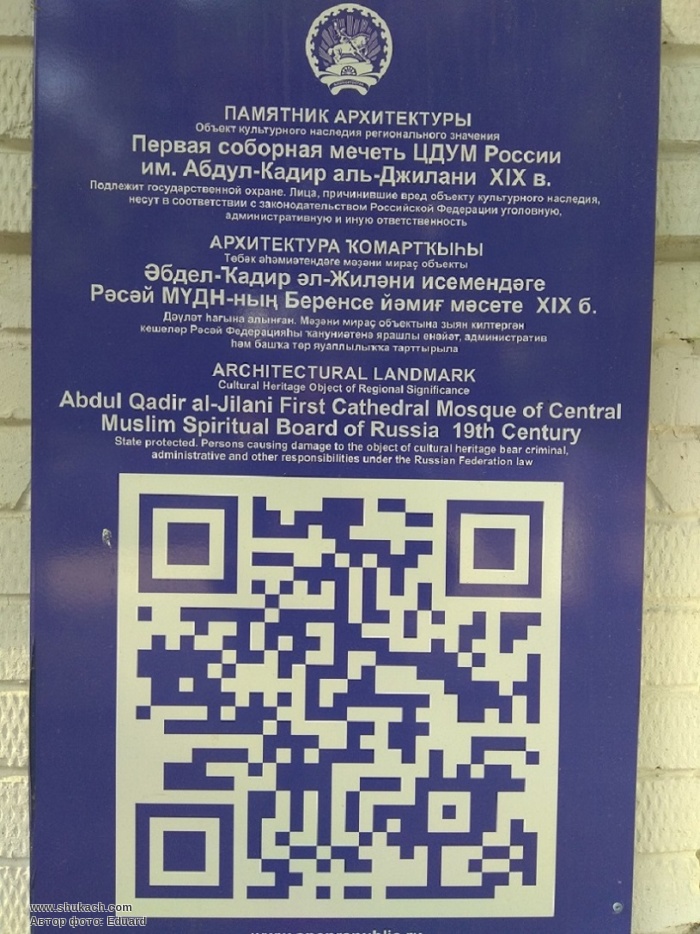 ПАМЯТНИК АРХИТЕКТУРЫ
Объект культурного наследия регионального значения
Первая соборная мечеть ЦДУМ России
им. Абдул-Кадир аль-Джилани XIX в.
Подлежит государственной охране. Лица, причинившие вред объекту культурного наследия,
несут в соответствии с законодательством Российской Федерации уголовную,
административную и иную ответственность
АРХИТЕКТУРА ҠОМАРТҠЫҺЫ
Төбәк әһәмиәтендәге мәҙәни мираҫ объекты
Әбдел-Ҡадир әл-Жиләни исемендәге
Рәсәй МҮДН-ның Беренсе йәмиғ мәсете XIX б.
Дәүләт һағына алынған. Мәҙәни мираҫ объектына зыян килтергән
кешеләр Рәсәй Федерацияһы ҡануниәтенә ярашлы енәйәт, административ
һәм башҡа төр яуаплылыҡҡа тарттырыла
ARCHITECTURAL LANDMARK
Cultural Heritage Object of Regional Significance
Abdul Qadir al-Jilani First Cathedral Mosque of Central
Muslim Spiritual Board of Russia 19th Century
State protected. Persons causing damage to the object of cultural heritage bear criminal,
administrative and other responsibilities under the Russian Federation law
www.shukach.com
Автор фото: Eduard